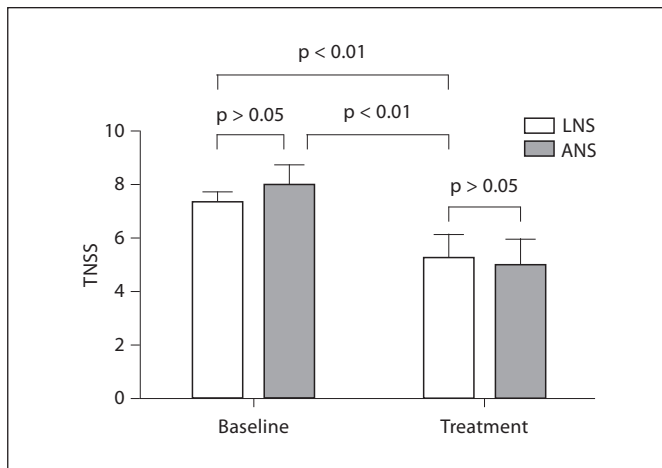 p < 0.01
p > 0.05
p < 0.01
LNS
ANS
p > 0.05
TNSS
10
8
6
4
2
0
Baseline
Treatment